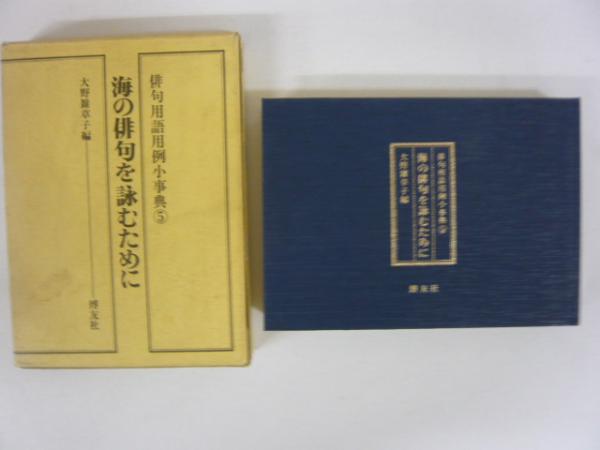 俳句用語用例小事典⑤
海の俳句を詠むために
大野雑草子編
博友社
俳句用語用例小事典⑤
海の俳句を詠むために
大野雑草子編
博友社